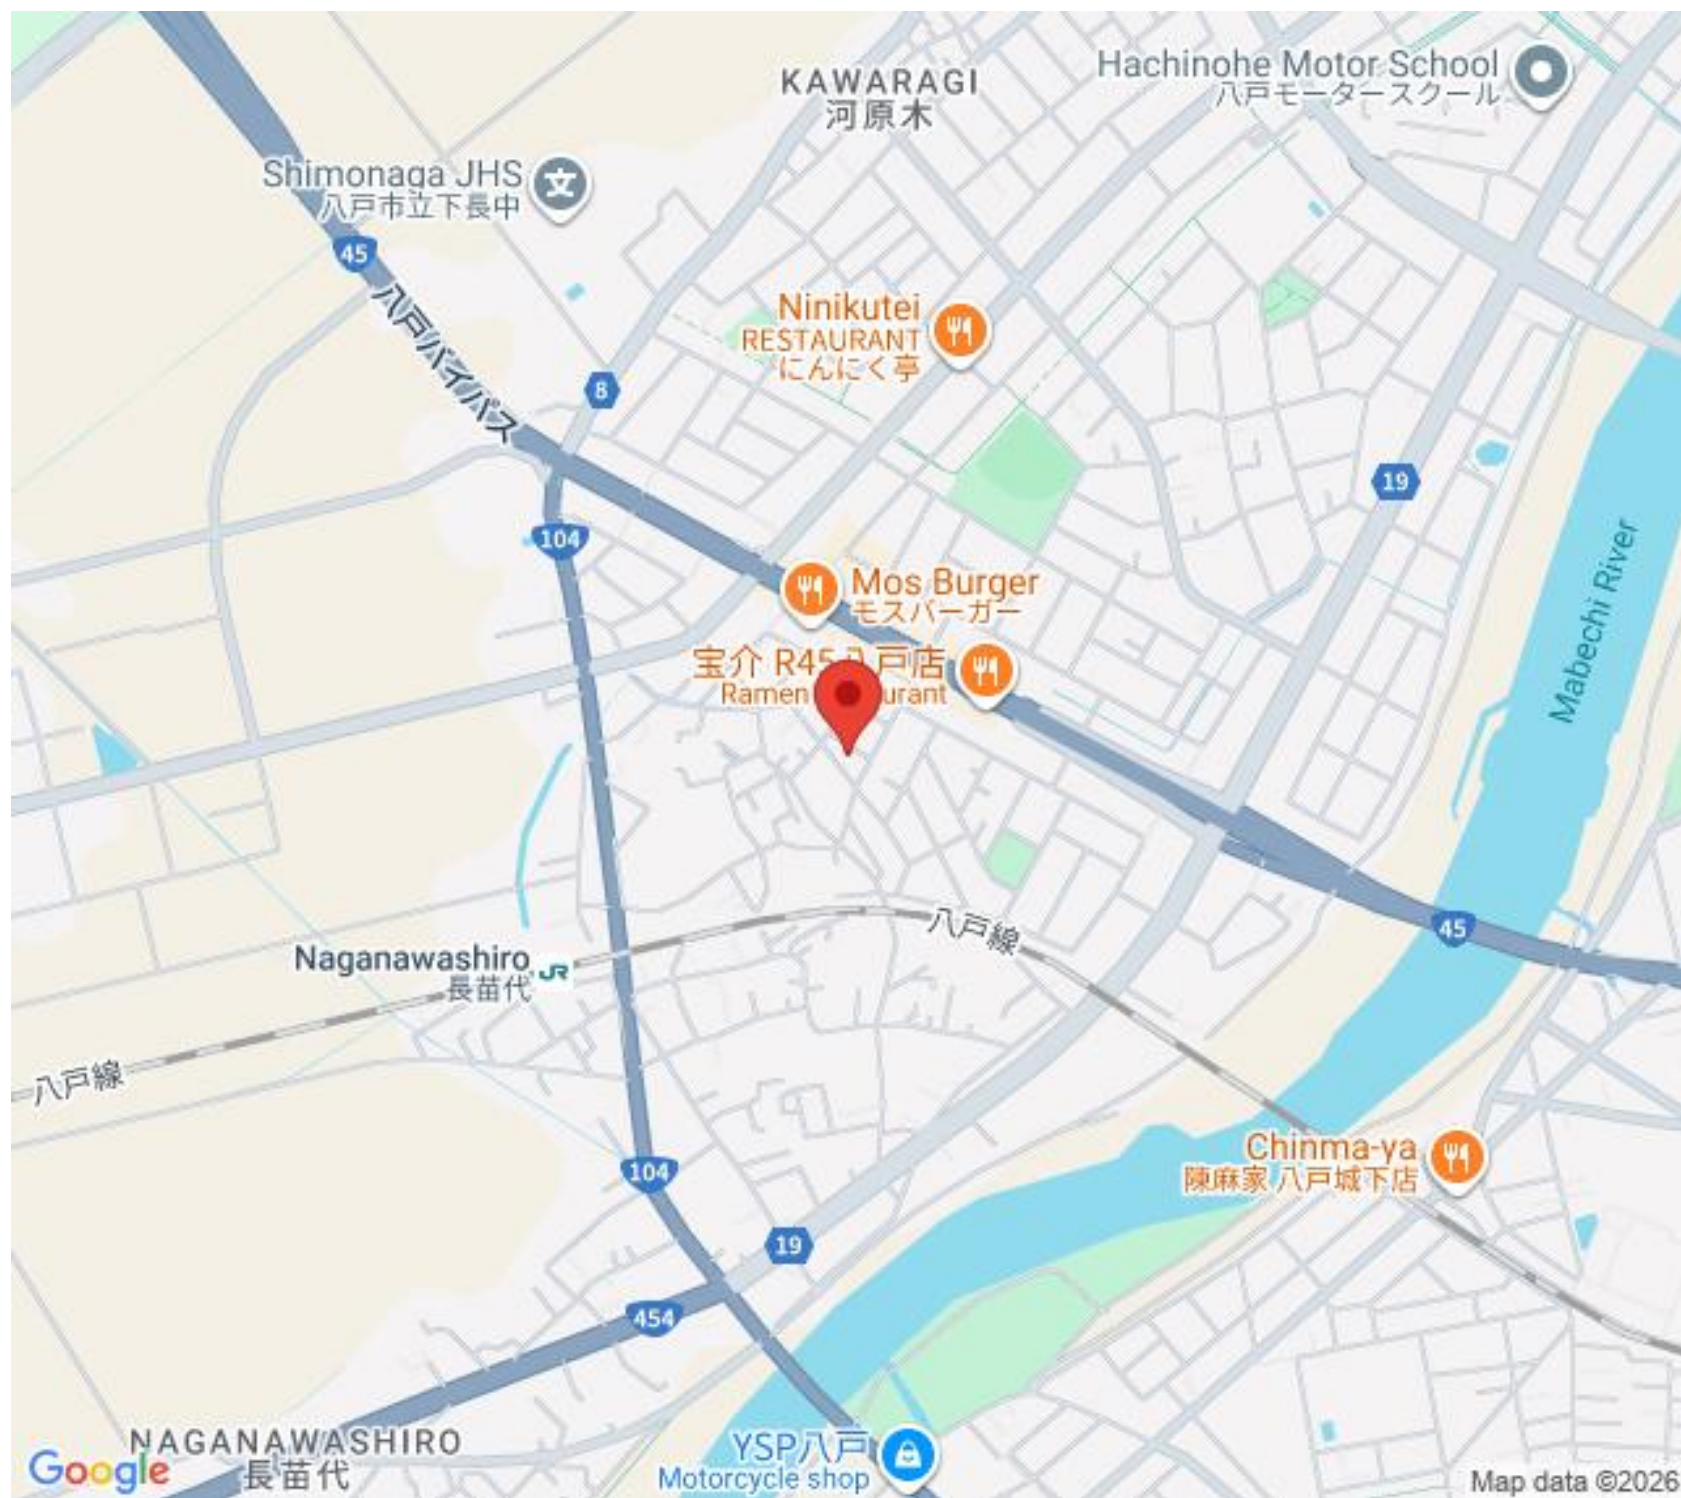 KAWARAGI
河原木
Hachinohe Motor School
八戸モータースクール
Shimonaga JHS
八戸市立下長中
45
八戸バイパス
Ninikutei
RESTAURANT
にんにく亭
8
19
104
Mos Burger
モスバーガー
Mabechi River
宝介 R45 八戸店
Ramen urant
45
八戸線
Naganawashiro
長苗代
JR
八戸線
Chinma-ya
陳麻家 八戸城下店
104
19
454
NAGANAWASHIRO
長苗代
YSP八戸
Motorcycle shop
Google
Map data ©2026